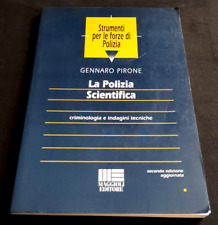 Strumenti
per le forze di
Polizia
GENNARO PIRONE
La Polizia
Scientifica
criminologia e indagini tecniche
seconda edizione
aggiornata
MAGGIOLI
EDITORE